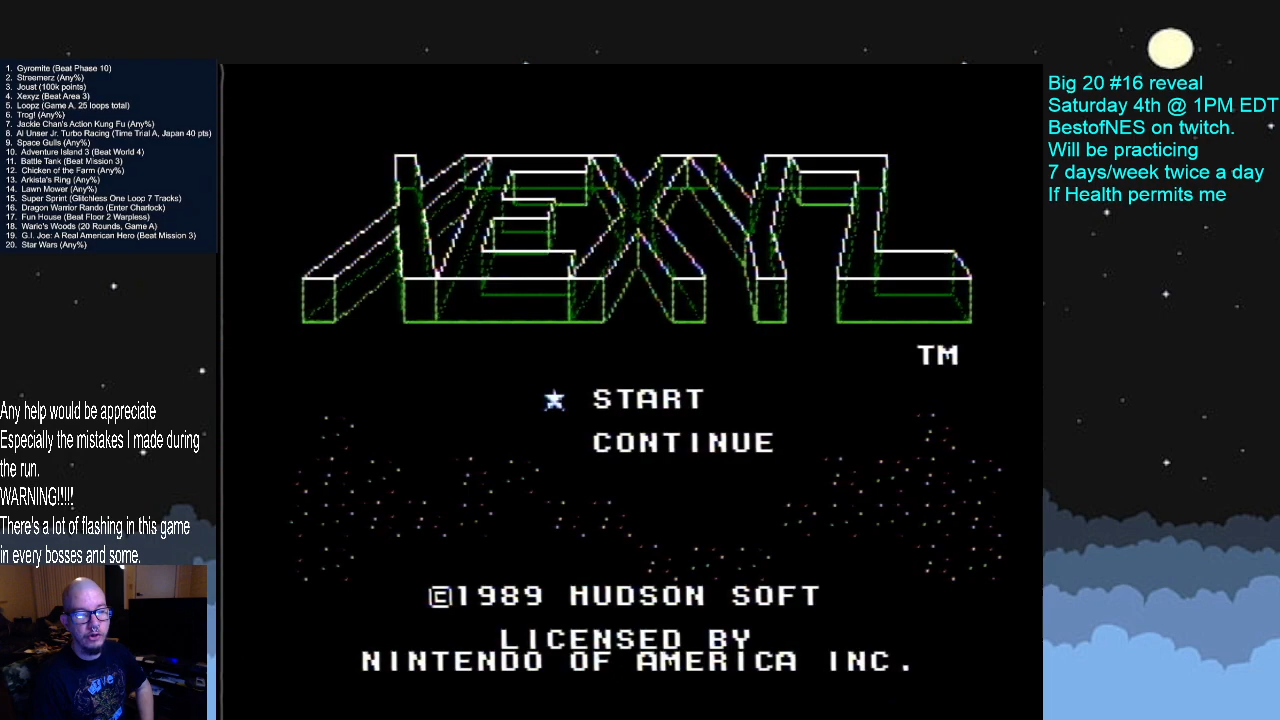 1. Gyromite (Beat Phase 10)
2. Streemerz (Any%)
3. Joust (100k points)
4. Xexyz (Beat Area 3)
5. Loopz (Game A, 25 loops total)
6. Trog! (Any%)
7. Jackie Chan's Action Kung Fu (Any%)
8. Al Unser Jr. Turbo Racing (Time Trial A, Japan 40 pts)
9. Space Gulls (Any%)
10. Adventure Island 3 (Beat World 4)
11. Battle Tank (Beat Mission 3)
12. Chicken of the Farm (Any%)
13. Arkista's Ring (Any%)
14. Lawn Mower (Any%)
15. Super Sprint (Glitchless One Loop 7 Tracks)
16. Dragon Warrior Rando (Enter Charlock)
17. Fun House (Beat Floor 2 Warpless)
18. Wario's Woods (20 Rounds, Game A)
19. G.I. Joe: A Real American Hero (Beat Mission 3)
20. Star Wars (Any%)
Any help would be appreciate
Especially the mistakes I made during
the run.
WARNING!!!!!
There's a lot of flashing in this game
in every bosses and some.
XEXYZ
TM
START
CONTINUE
©1989 HUDSON SOFT
LICENSED BY
NINTENDO OF AMERICA INC.
Big 20 #16 reveal
Saturday 4th @ 1PM EDT
BestofNES on twitch.
Will be practicing
7 days/week twice a day
If Health permits me